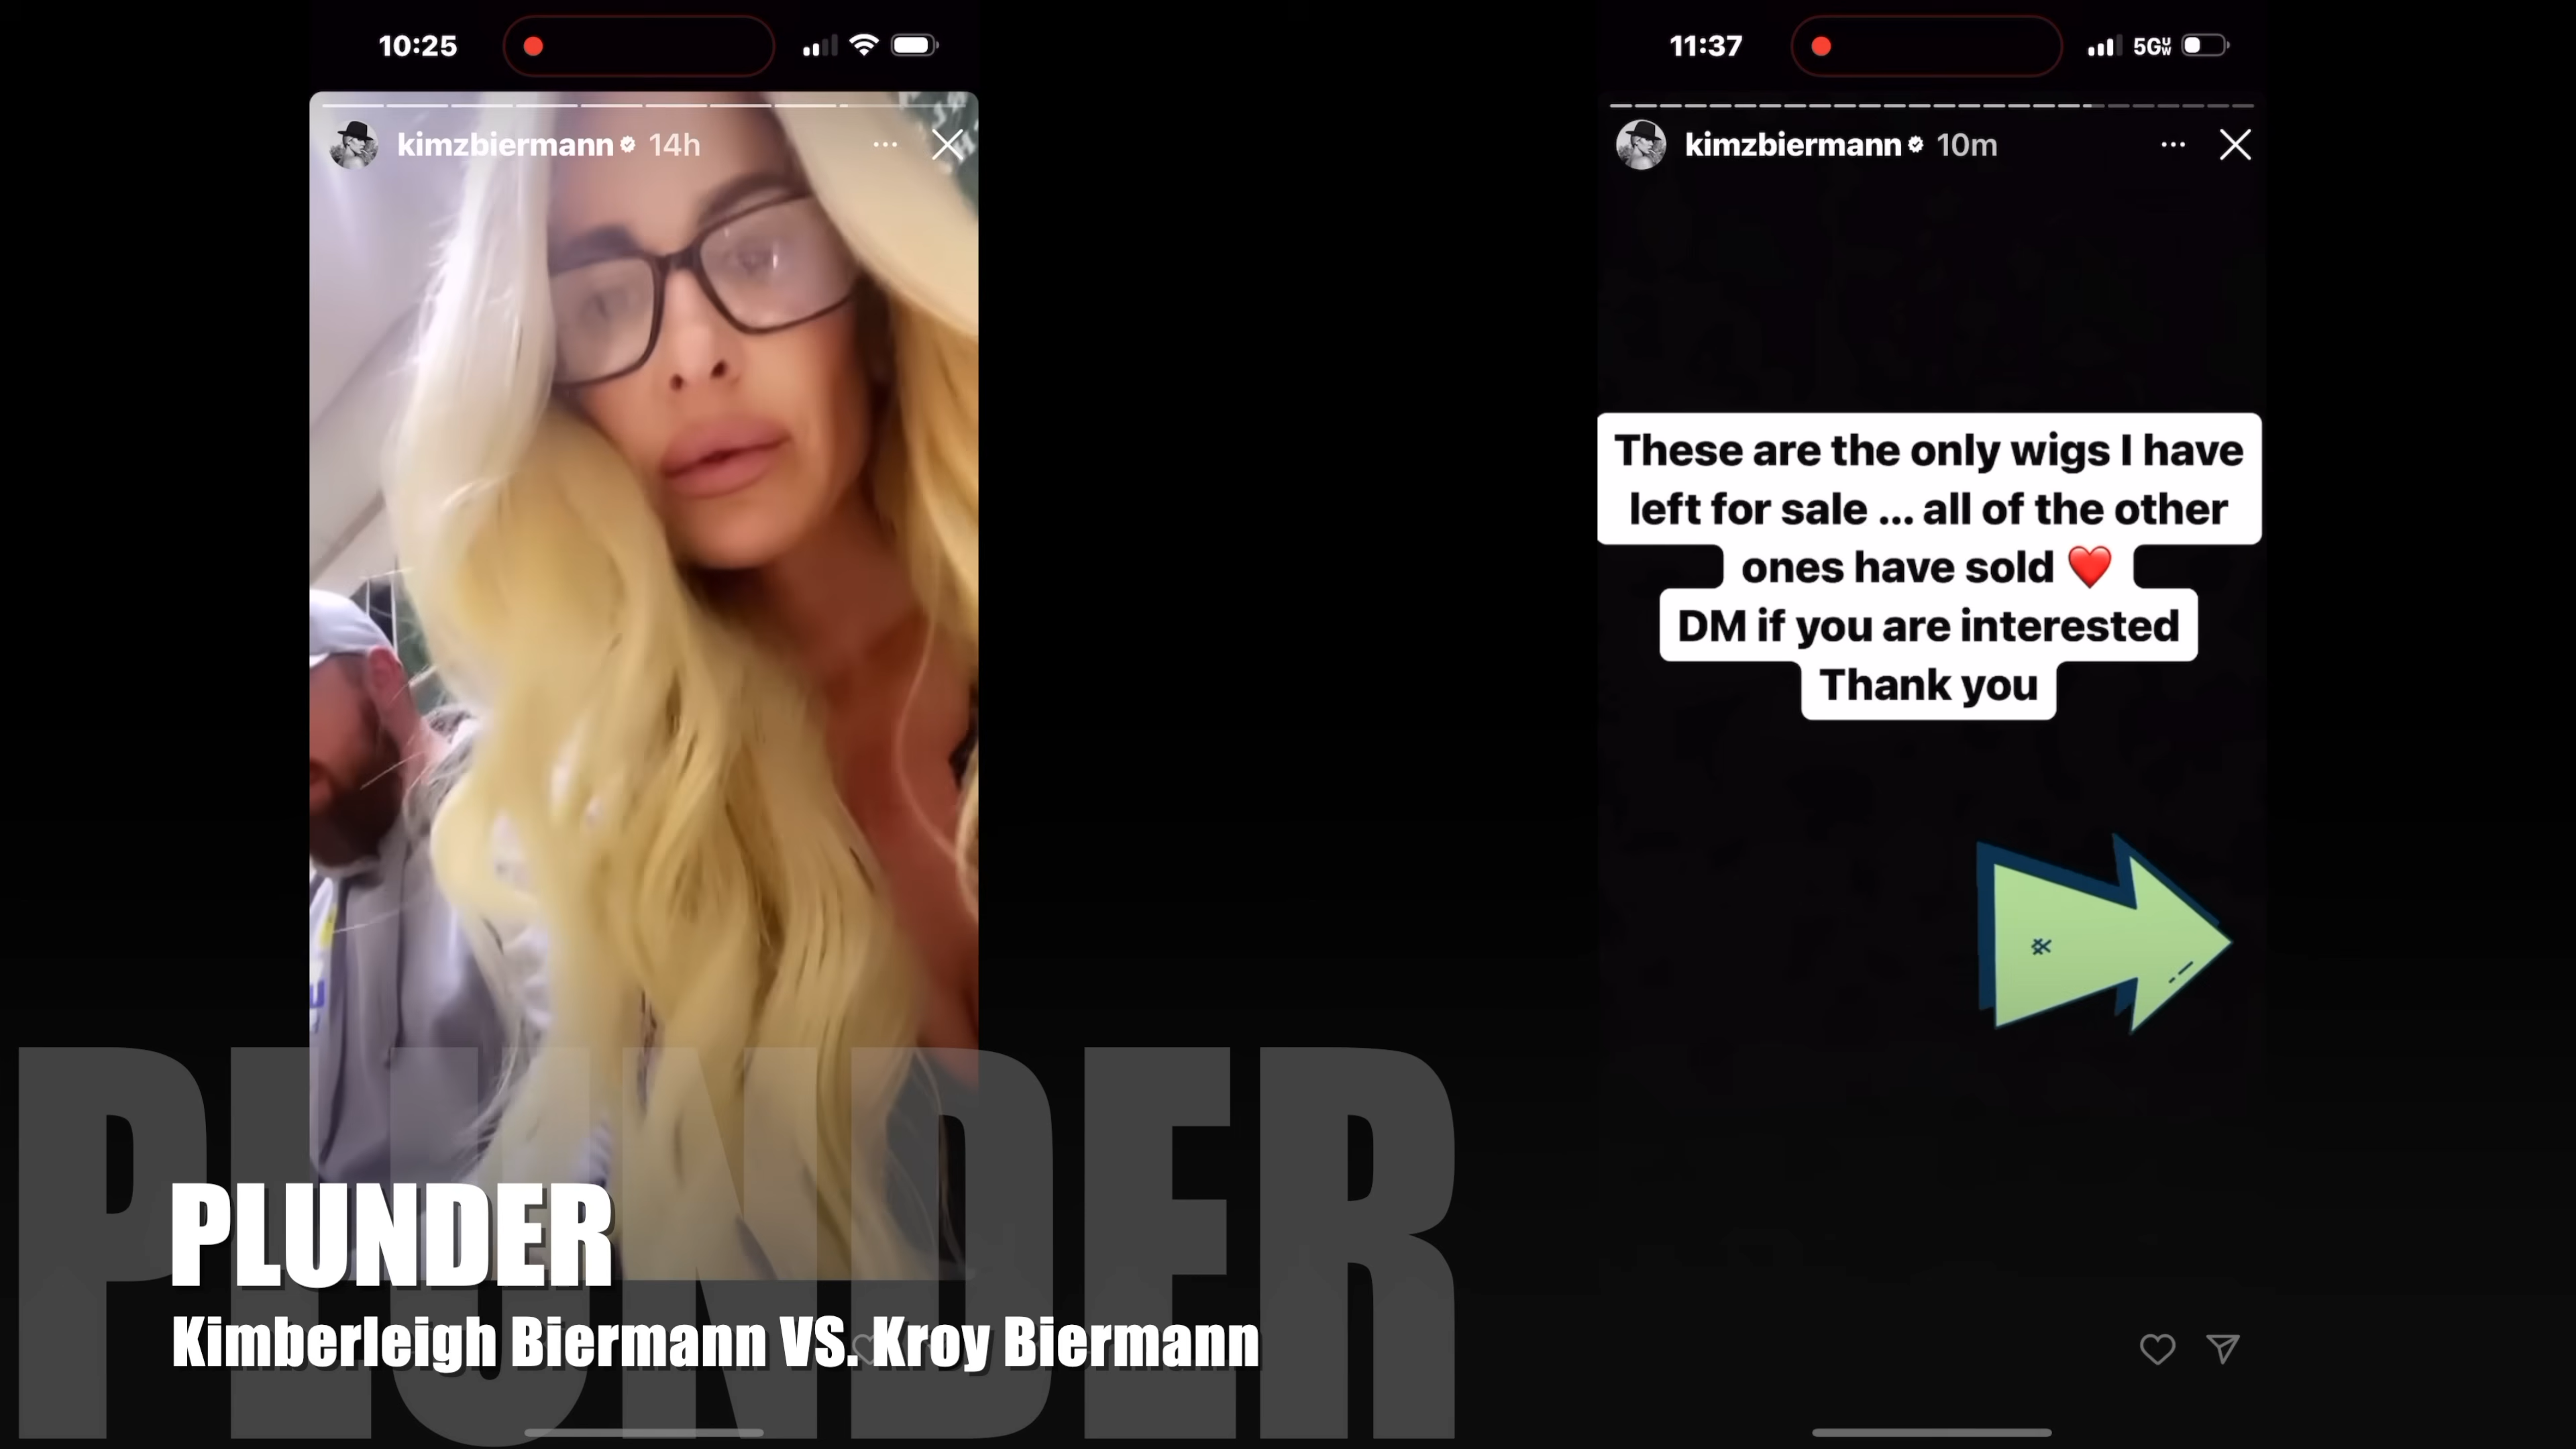 10:25
kimzbiermann 14h
11:37
5GUW
kimzbiermann 10m
These are the only wigs I have
left for sale ... all of the other
ones have sold ❤️
DM if you are interested
Thank you
PLUNDER
PLUNDER
Kimberleigh Biermann VS. Kroy Biermann